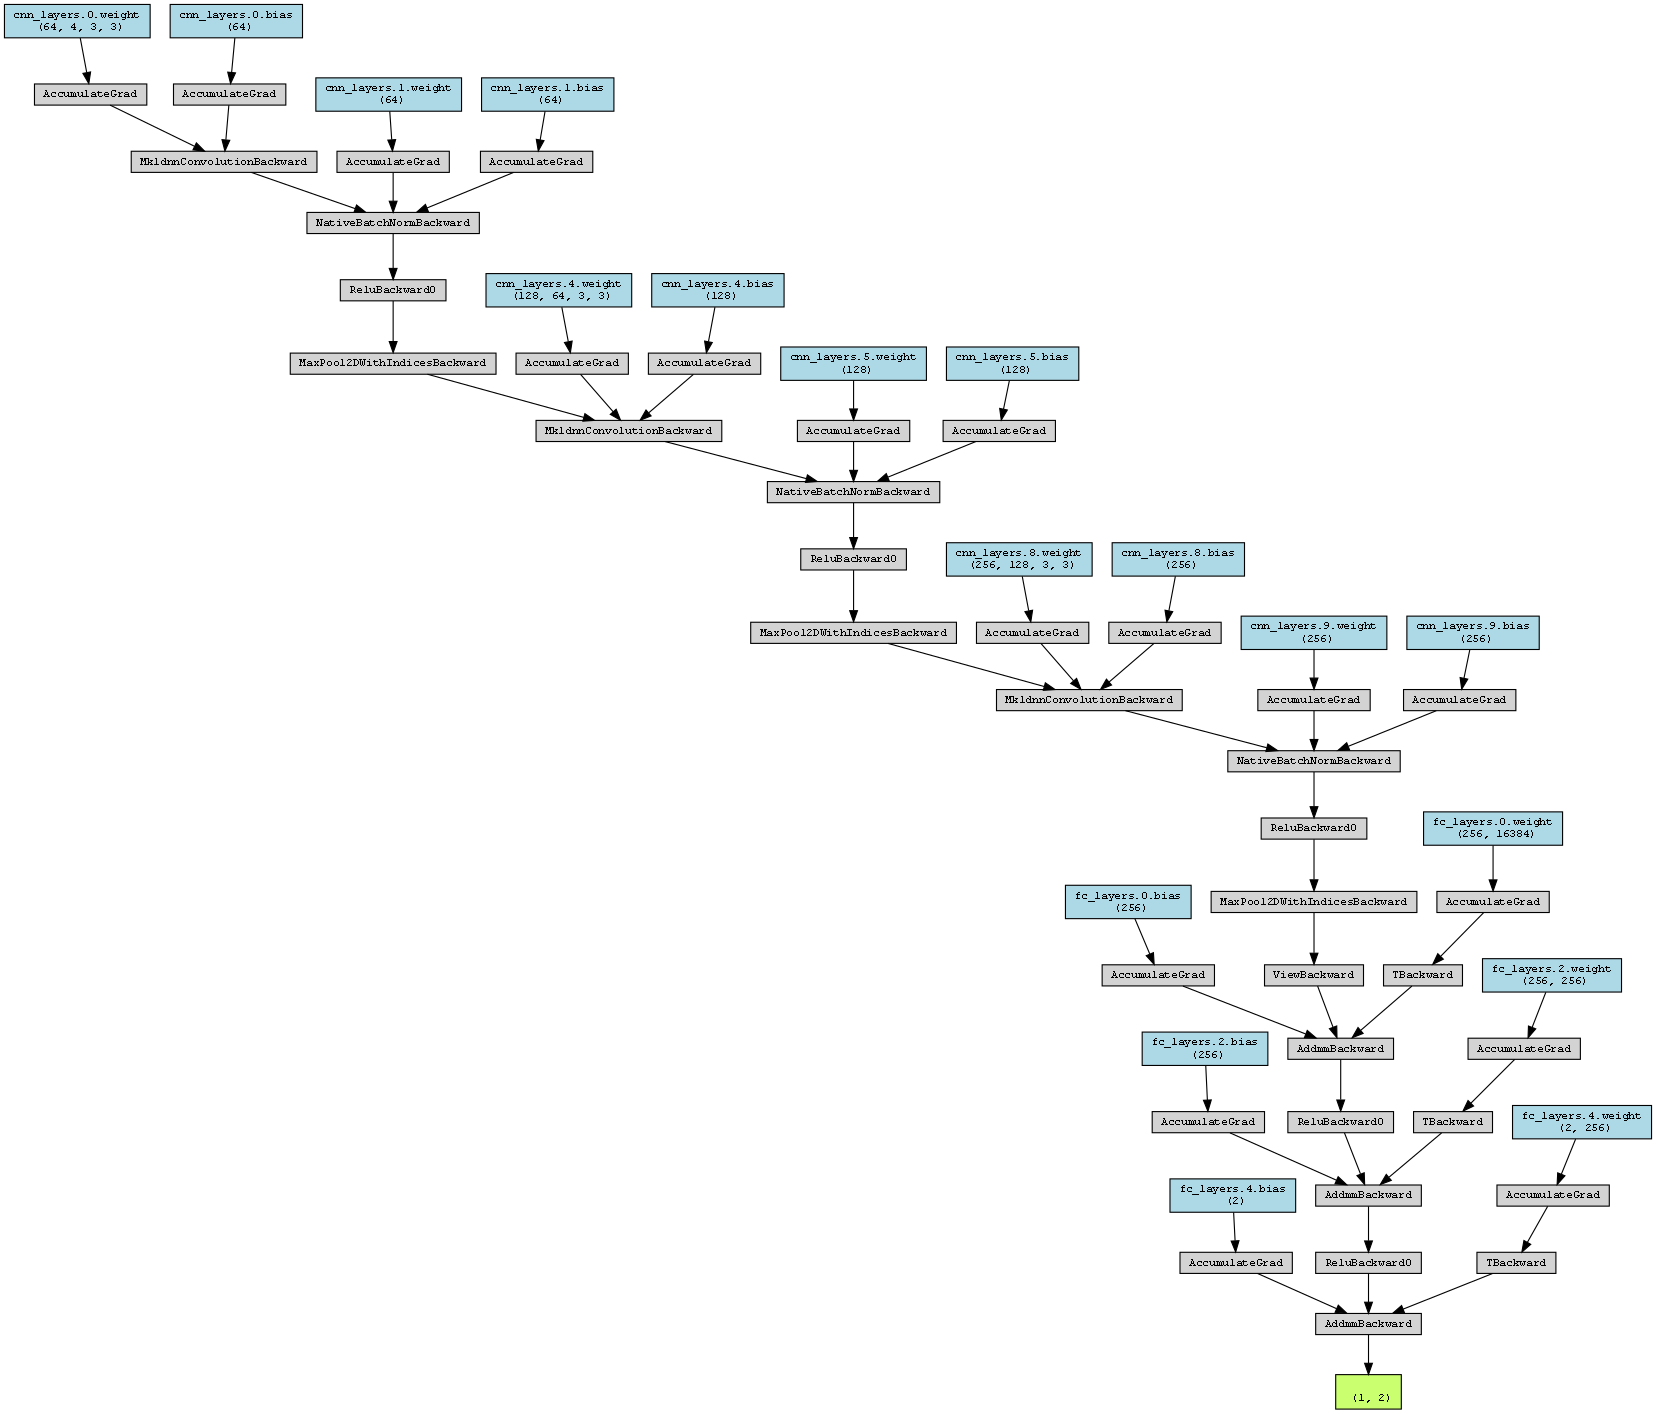 cnn_layers.0.weight
(64, 4, 3, 3)
cnn_layers.0.bias
(64)
AccumulateGrad
AccumulateGrad
cnn_layers.1.weight
(64)
cnn_layers.1.bias
(64)
MkldnnConvolutionBackward
AccumulateGrad
AccumulateGrad
NativeBatchNormBackward
ReluBackward0
cnn_layers.4.weight
(128, 64, 3, 3)
cnn_layers.4.bias
(128)
MaxPool2DWithIndicesBackward
AccumulateGrad
AccumulateGrad
cnn_layers.5.weight
(128)
cnn_layers.5.bias
(128)
MkldnnConvolutionBackward
AccumulateGrad
AccumulateGrad
NativeBatchNormBackward
ReluBackward0
cnn_layers.8.weight
(256, 128, 3, 3)
cnn_layers.8.bias
(256)
MaxPool2DWithIndicesBackward
AccumulateGrad
AccumulateGrad
cnn_layers.9.weight
(256)
cnn_layers.9.bias
(256)
MkldnnConvolutionBackward
AccumulateGrad
AccumulateGrad
NativeBatchNormBackward
ReluBackward0
fc_layers.0.weight
(256, 16384)
fc_layers.0.bias
(256)
MaxPool2DWithIndicesBackward
AccumulateGrad
AccumulateGrad
ViewBackward
TBackward
fc_layers.2.weight
(256, 256)
fc_layers.2.bias
(256)
AddmmBackward
AccumulateGrad
AccumulateGrad
ReluBackward0
TBackward
fc_layers.4.weight
(2, 256)
fc_layers.4.bias
(2)
AddmmBackward
AccumulateGrad
AccumulateGrad
ReluBackward0
TBackward
AddmmBackward
(1, 2)